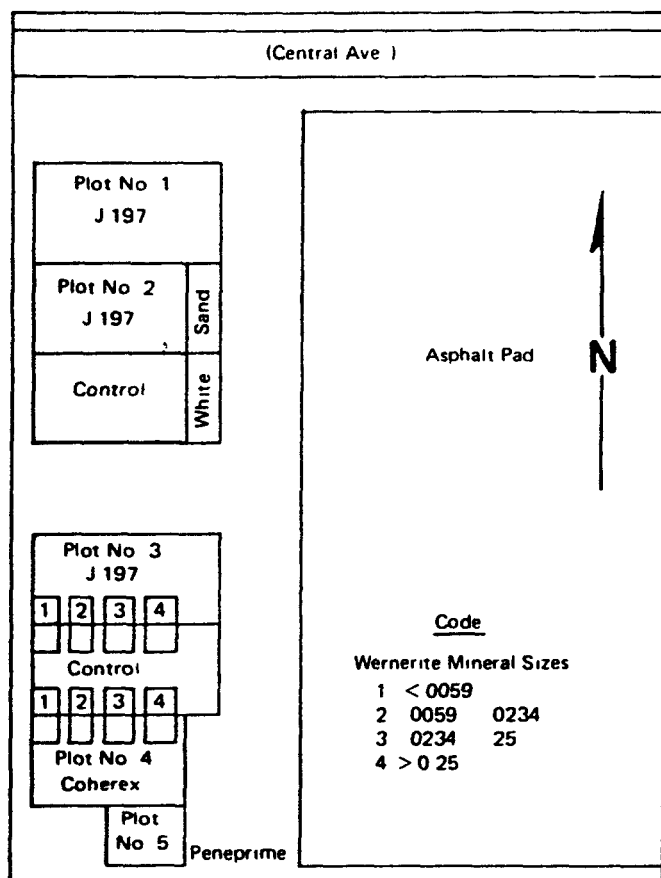 (Central Ave )
Plot No 1
J 197
Plot No 2
J 197
Sand
Control
White
Asphalt Pad
N
Plot No 3
J 197
1 2 3 4
Control
1 2 3 4
Plot No 4
Coherex
Plot
No 5
Peneprime
Code
Wernerite Mineral Sizes
1 < 0059
2 0059 0234
3 0234 25
4 > 0 25